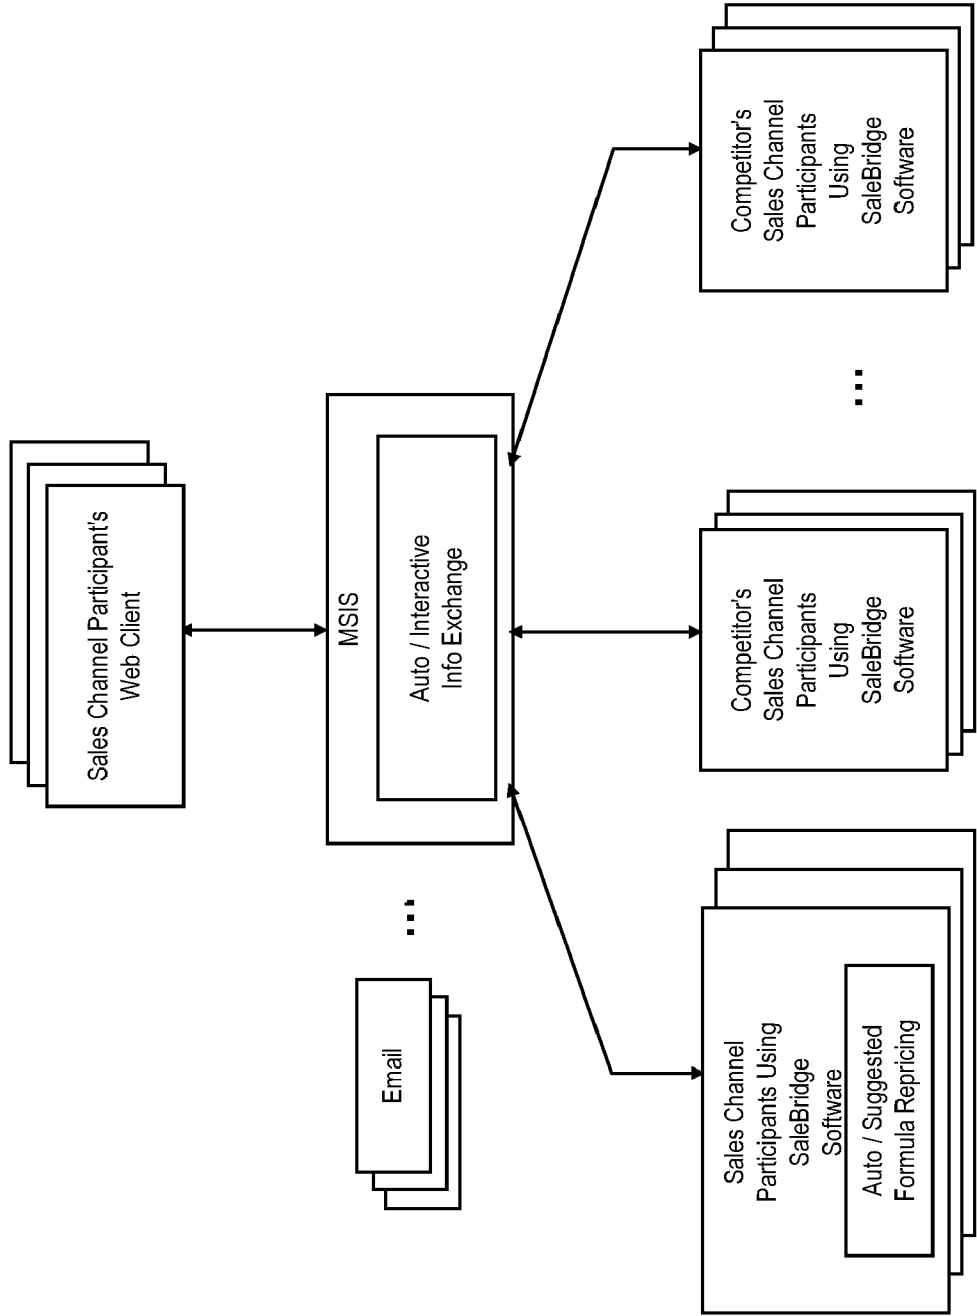 Sales Channel Participant's
Web Client
Email
...
MSIS
Auto / Interactive
Info Exchange
Sales Channel
Participants Using
SaleBridge
Software
Auto / Suggested
Formula Repricing
Competitor's
Sales Channel
Participants
Using
SaleBridge
Software
...
Competitor's
Sales Channel
Participants
Using
SaleBridge
Software